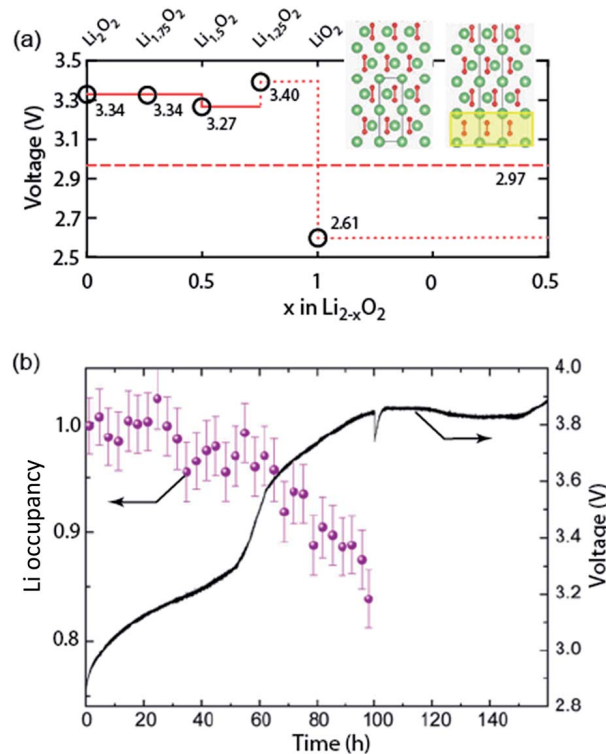 (a)
Li2O2 Li1.75O2 Li1.5O2 Li1.25O2 LiO2
3.5
3.3
3.1
2.9
2.7
2.5
Voltage (V)
3.34 3.34 3.27 3.40
2.97
2.61
0 0.5 1 0 0.5
x in Li2-xO2
(b)
1.0
0.9
0.8
Li occupancy
4.0
3.8
3.6
3.4
3.2
3.0
2.8
Voltage (V)
0 20 40 60 80 100 120 140
Time (h)